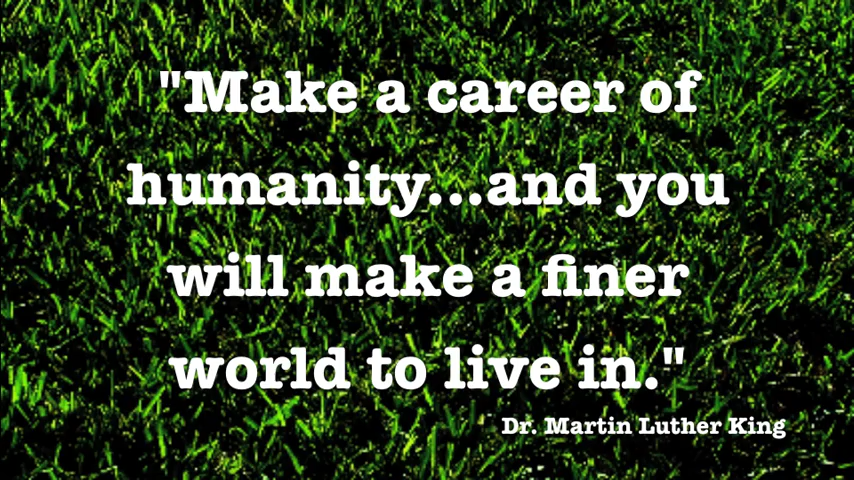 "Make a career of
humanity...and you
will make a finer
world to live in."
Dr. Martin Luther King